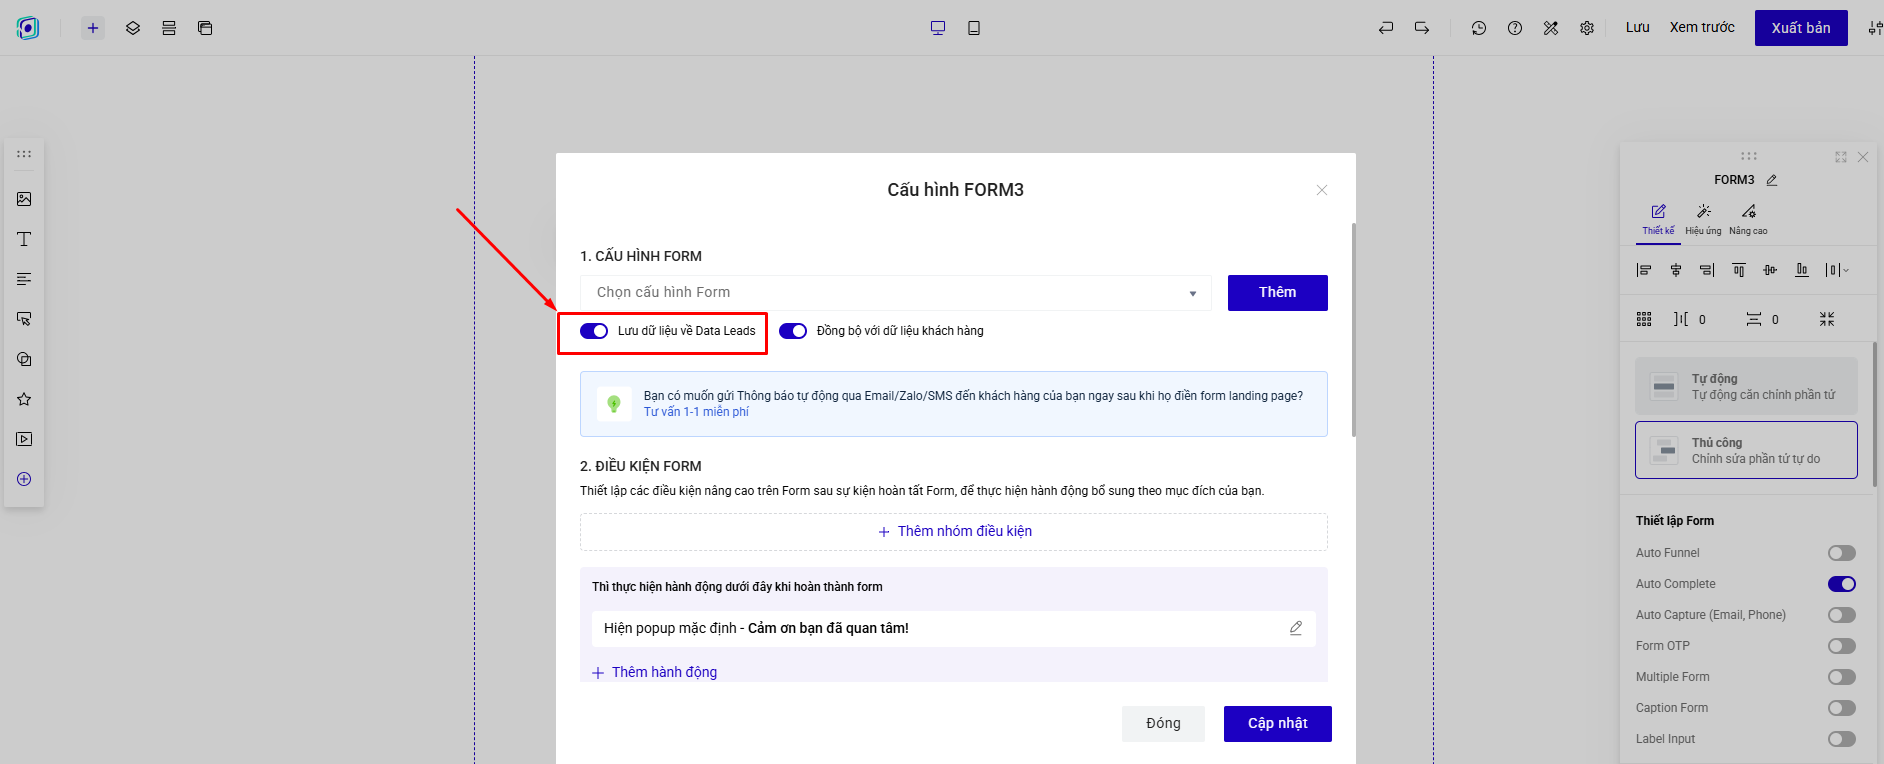 Lưu
Xem trước
Xuất bản
Cấu hình FORM3
1. CẤU HÌNH FORM
Chọn cấu hình Form
Thêm
Lưu dữ liệu về Data Leads
Đồng bộ với dữ liệu khách hàng
Bạn có muốn gửi Thông báo tự động qua Email/Zalo/SMS đến khách hàng của bạn ngay sau khi họ điền form landing page?
Tư vấn 1-1 miễn phí
2. ĐIỀU KIỆN FORM
Thiết lập các điều kiện nâng cao trên Form sau sự kiện hoàn tất Form, để thực hiện hành động bổ sung theo mục đích của bạn.
Thêm nhóm điều kiện
Thì thực hiện hành động dưới đây khi hoàn thành form
Hiện popup mặc định - Cảm ơn bạn đã quan tâm!
Thêm hành động
Đóng
Cập nhật
FORM3
Thiết kế
Hiệu ứng
Nâng cao
0
0
Tự động
Tự động căn chỉnh phần tử
Thủ công
Chỉnh sửa phần tử tự do
Thiết lập Form
Auto Funnel
Auto Complete
Auto Capture (Email, Phone)
Form OTP
Multiple Form
Caption Form
Label Input